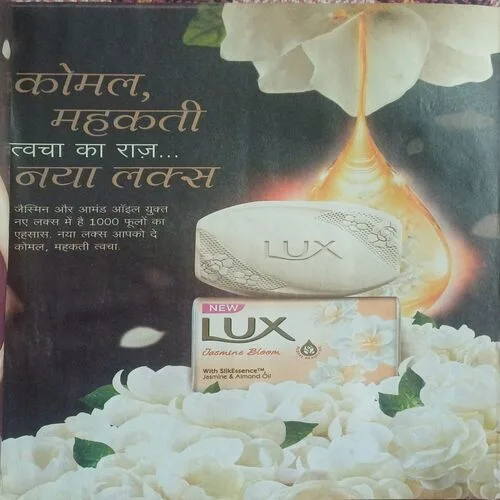 कोमल,
महकती
त्वचा का राज़...
नया लक्स
जैस्मिन और आमंड ऑइल युक्त
नए लक्स में है 1000 फूलों का
एहसास. नया लक्स आपको दे
कोमल, महकती त्वचा.
LUX
NEW
LUX
Jasmine Bloom
With SilkEssence™
Jasmine & Almond Oil